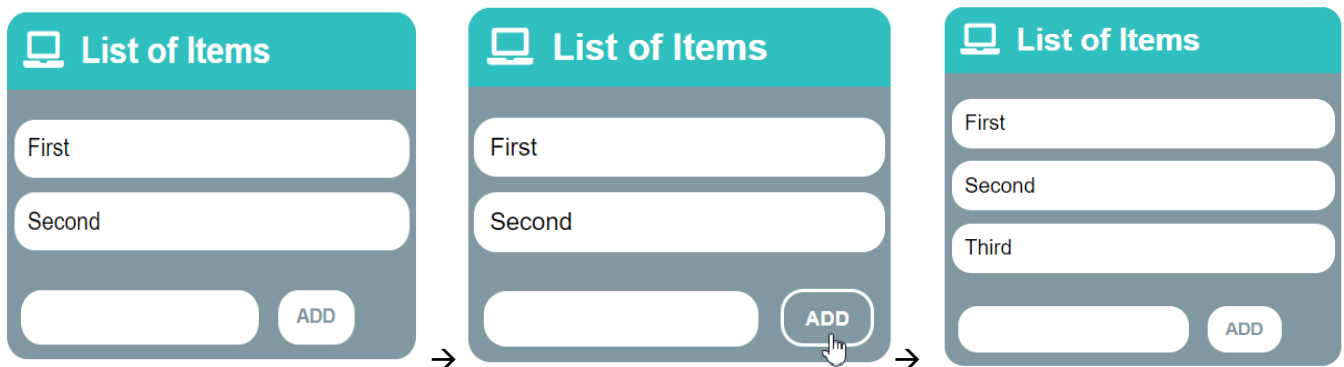 List of Items
First
Second
ADD
→
List of Items
First
Second
ADD
→
List of Items
First
Second
Third
ADD